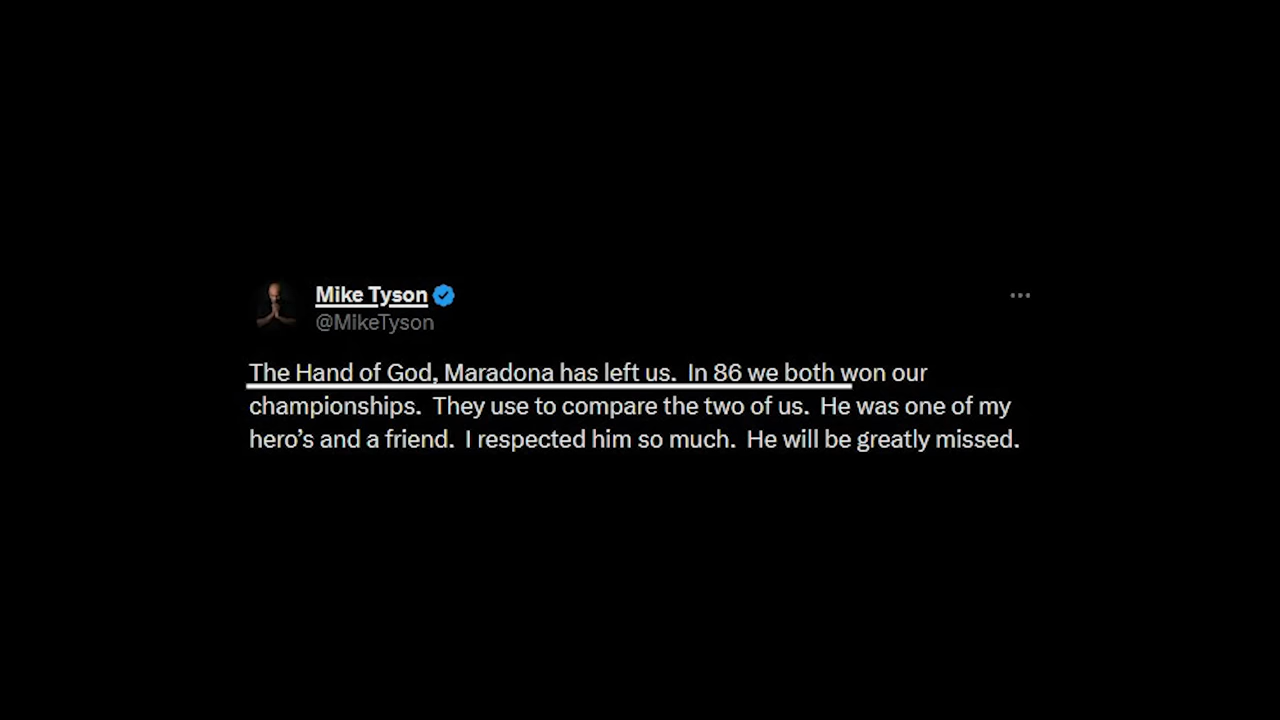 Mike Tyson
@MikeTyson
The Hand of God, Maradona has left us.  In 86 we both won our
championships.  They use to compare the two of us.  He was one of my
hero’s and a friend.  I respected him so much.  He will be greatly missed.